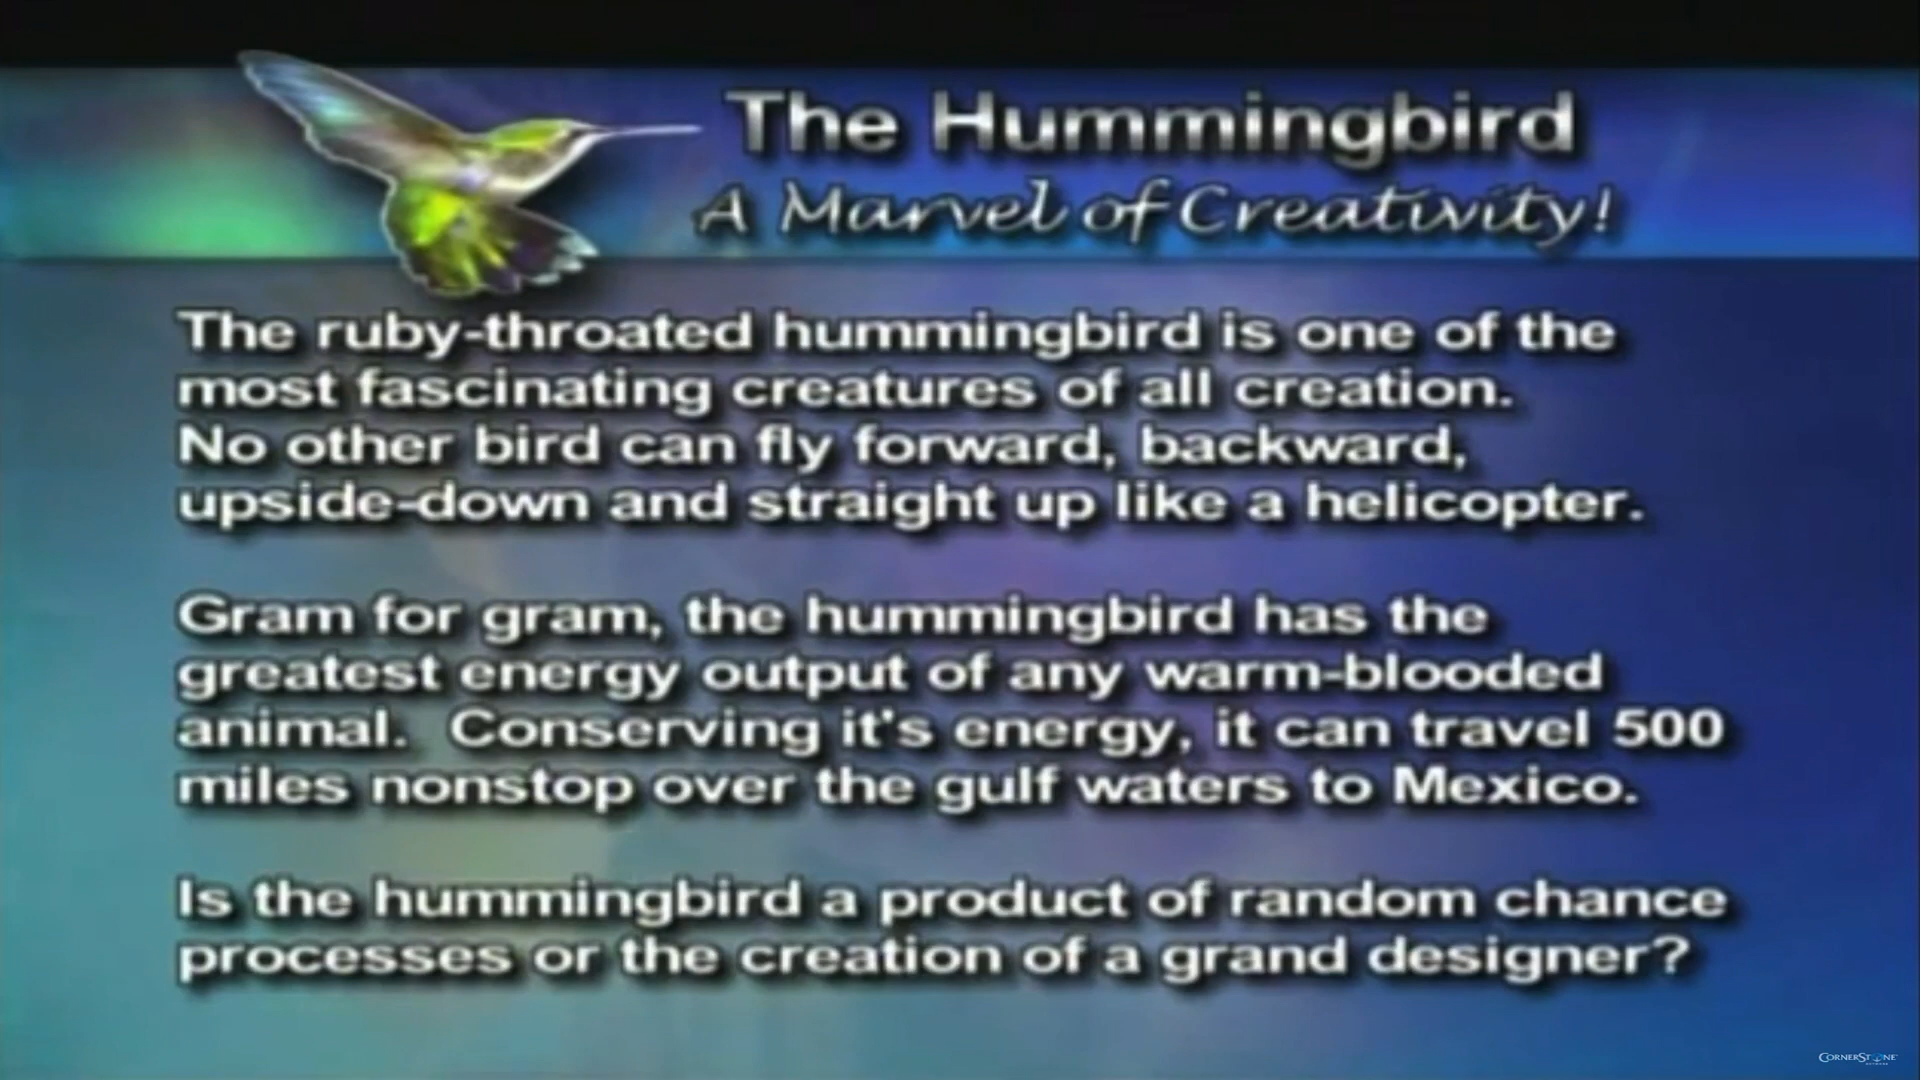 The Hummingbird
A Marvel of Creativity!
The ruby-throated hummingbird is one of the
most fascinating creatures of all creation.
No other bird can fly forward, backward,
upside-down and straight up like a helicopter.
Gram for gram, the hummingbird has the
greatest energy output of any warm-blooded
animal.  Conserving it's energy, it can travel 500
miles nonstop over the gulf waters to Mexico.
Is the hummingbird a product of random chance
processes or the creation of a grand designer?
CORNERSTONE